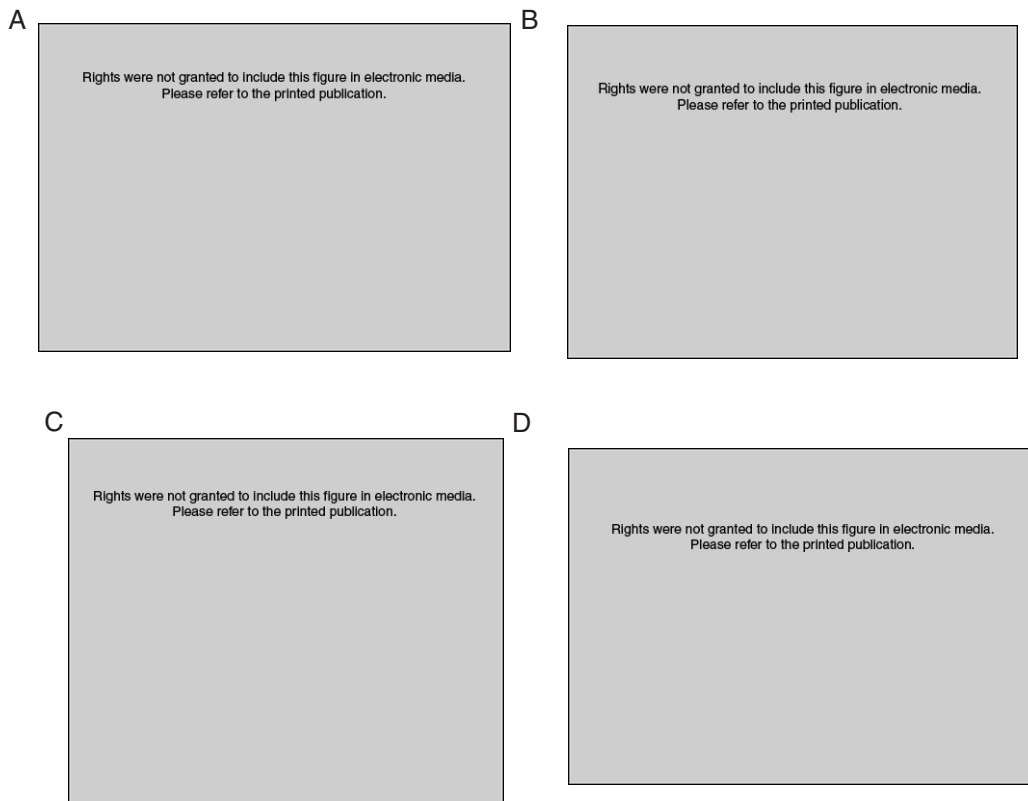 A
Rights were not granted to include this figure in electronic media.
Please refer to the printed publication.
B
Rights were not granted to include this figure in electronic media.
Please refer to the printed publication.
C
Rights were not granted to include this figure in electronic media.
Please refer to the printed publication.
D
Rights were not granted to include this figure in electronic media.
Please refer to the printed publication.